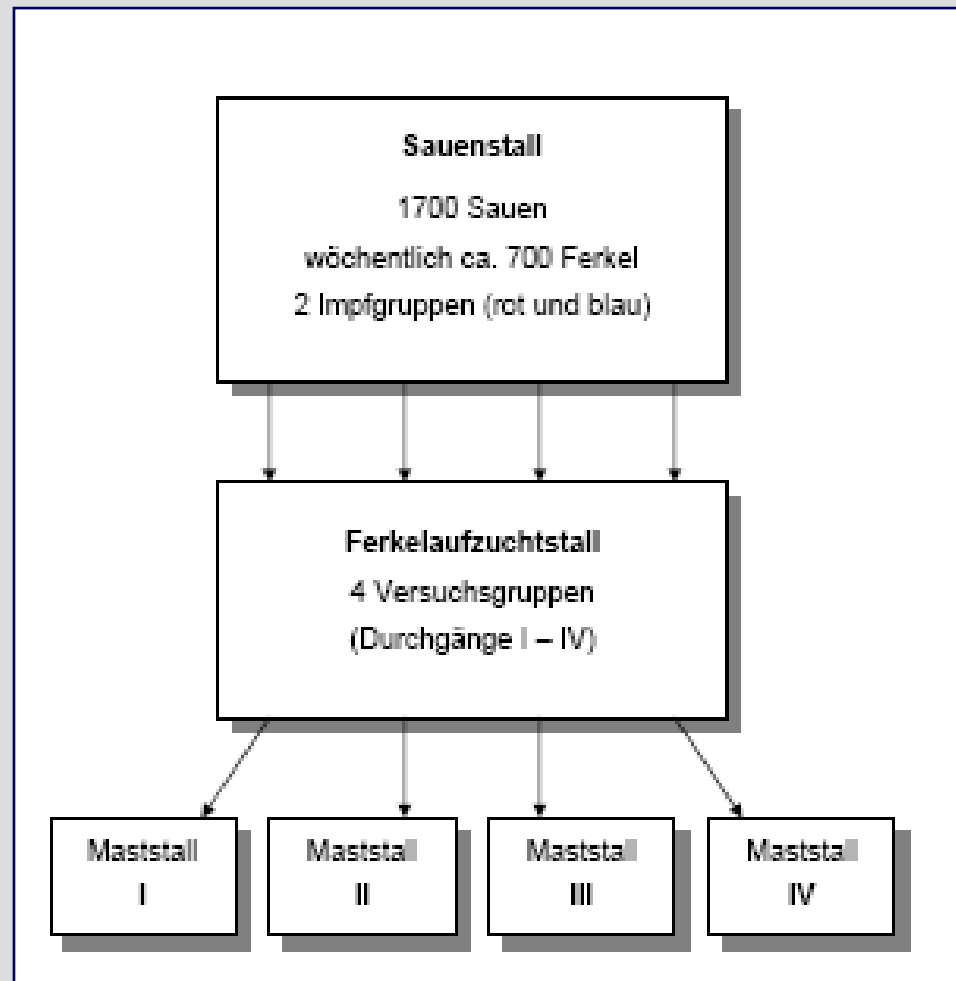 Sauenstall
1700 Sauen
wöchentlich ca. 700 Ferkel
2 Impfgruppen (rot und blau)
Ferkelaufzuchtstall
4 Versuchsgruppen
(Durchgänge I – IV)
Maststall
I
Maststall
II
Maststall
III
Maststall
IV